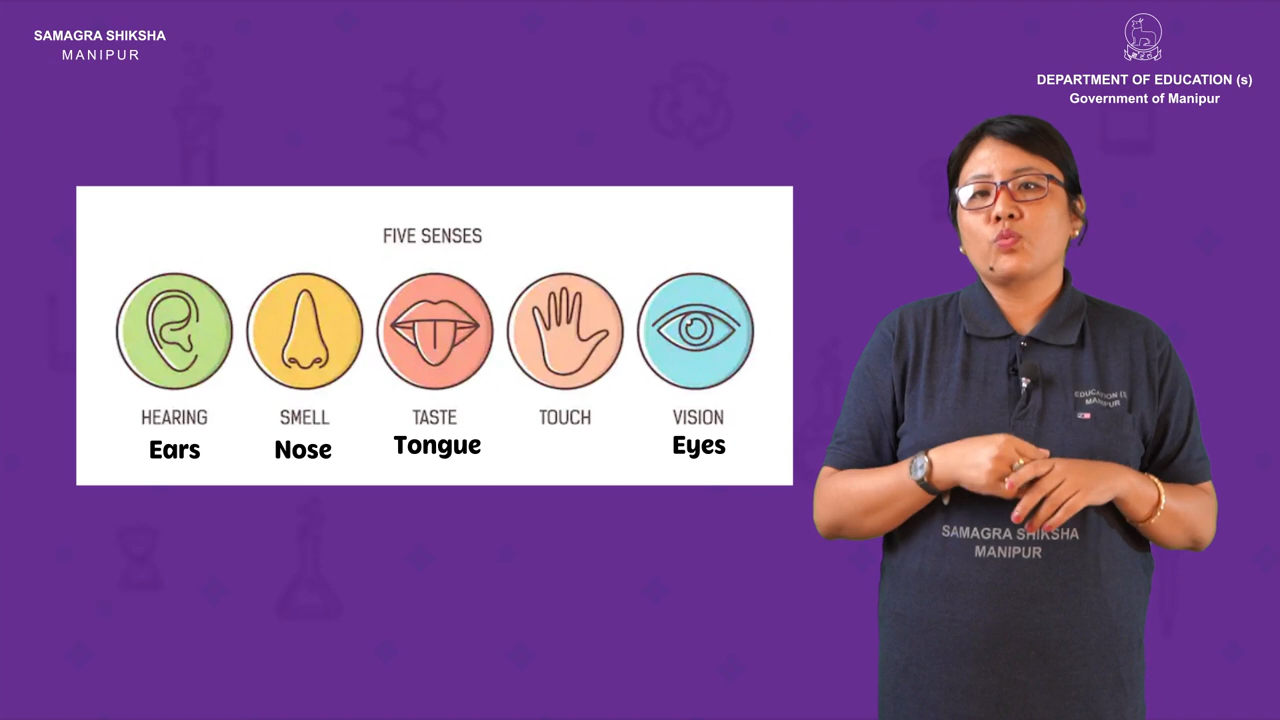 SAMAGRA SHIKSHA
MANIPUR
DEPARTMENT OF EDUCATION (s)
Government of Manipur
FIVE SENSES
HEARING SMELL TASTE TOUCH VISION
Ears Nose Tongue Eyes
MANIPUR
SAMAGRA SHIKSHA
MANIPUR